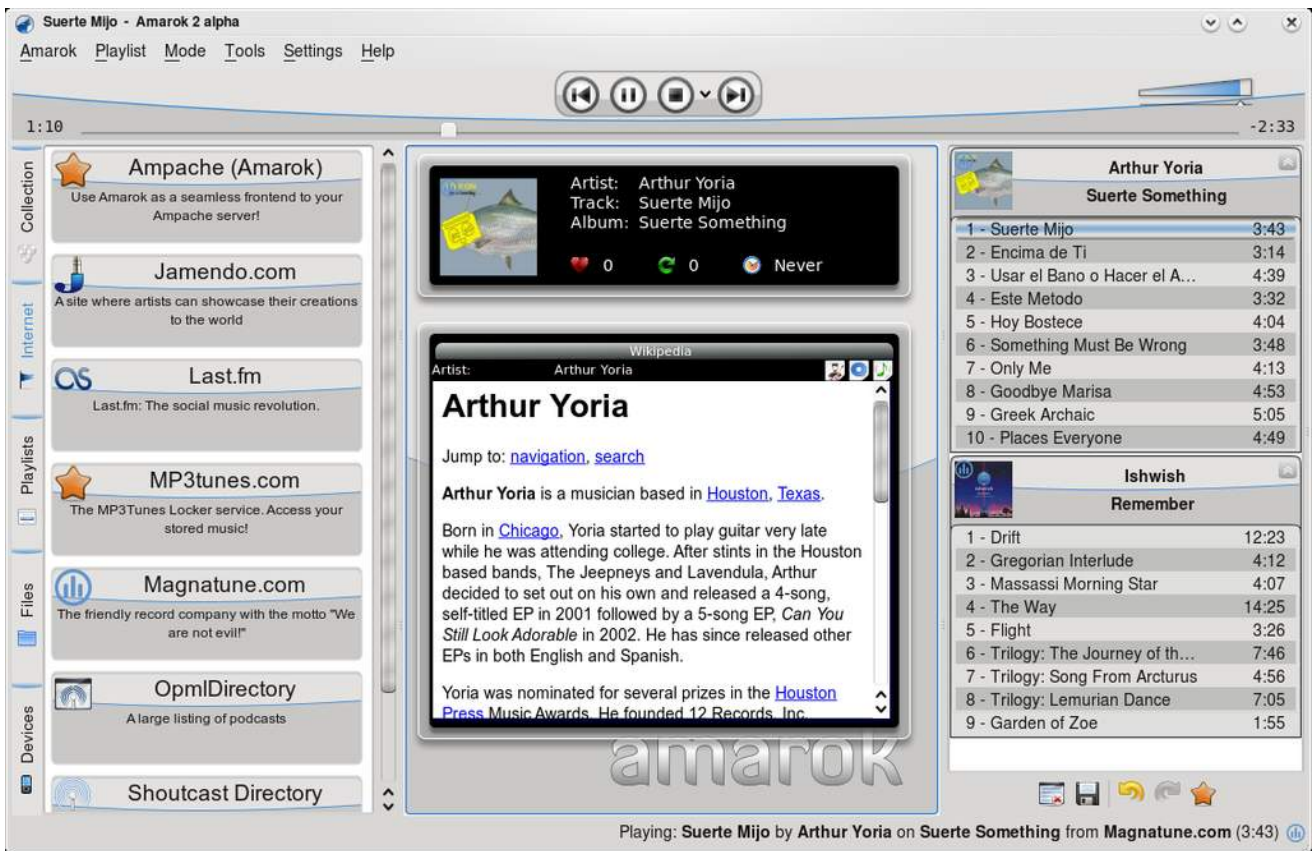 Suerte Mijo - Amarok 2 alpha
Amarok Playlist Mode Tools Settings Help
1:10
-2:33
Collection
Internet
Playlists
Files
Devices
Ampache (Amarok)
Use Amarok as a seamless frontend to your
Ampache server!
Jamendo.com
A site where artists can showcase their creations
to the world
Last.fm
Last.fm: The social music revolution.
MP3tunes.com
The MP3Tunes Locker service. Access your
stored music!
Magnatune.com
The friendly record company with the motto "We
are not evil!"
OpmlDirectory
A large listing of podcasts
Shoutcast Directory
Artist: Arthur Yoria
Track: Suerte Mijo
Album: Suerte Something
0 0 Never
Wikipedia
Artist: Arthur Yoria
Arthur Yoria
Jump to: navigation, search
Arthur Yoria is a musician based in Houston, Texas.
Born in Chicago, Yoria started to play guitar very late
while he was attending college. After stints in the Houston
based bands, The Jeepneys and Lavendula, Arthur
decided to set out on his own and released a 4-song,
self-titled EP in 2001 followed by a 5-song EP, Can You
Still Look Adorable in 2002. He has since released other
EPs in both English and Spanish.
Yoria was nominated for several prizes in the Houston
Press Music Awards. He founded 12 Records, Inc.
amarok
Arthur Yoria
Suerte Something
1 - Suerte Mijo 3:43
2 - Encima de Ti 3:14
3 - Usar el Bano o Hacer el A... 4:39
4 - Este Metodo 3:32
5 - Hoy Bostece 4:04
6 - Something Must Be Wrong 3:48
7 - Only Me 4:13
8 - Goodbye Marisa 4:53
9 - Greek Archaic 5:05
10 - Places Everyone 4:49
Ishwish
Remember
1 - Drift 12:23
2 - Gregorian Interlude 4:12
3 - Massassi Morning Star 4:07
4 - The Way 14:25
5 - Flight 3:26
6 - Trilogy: The Journey of th... 7:46
7 - Trilogy: Song From Arcturus 4:56
8 - Trilogy: Lemurian Dance 7:05
9 - Garden of Zoe 1:55
Playing: Suerte Mijo by Arthur Yoria on Suerte Something from Magnatune.com (3:43)